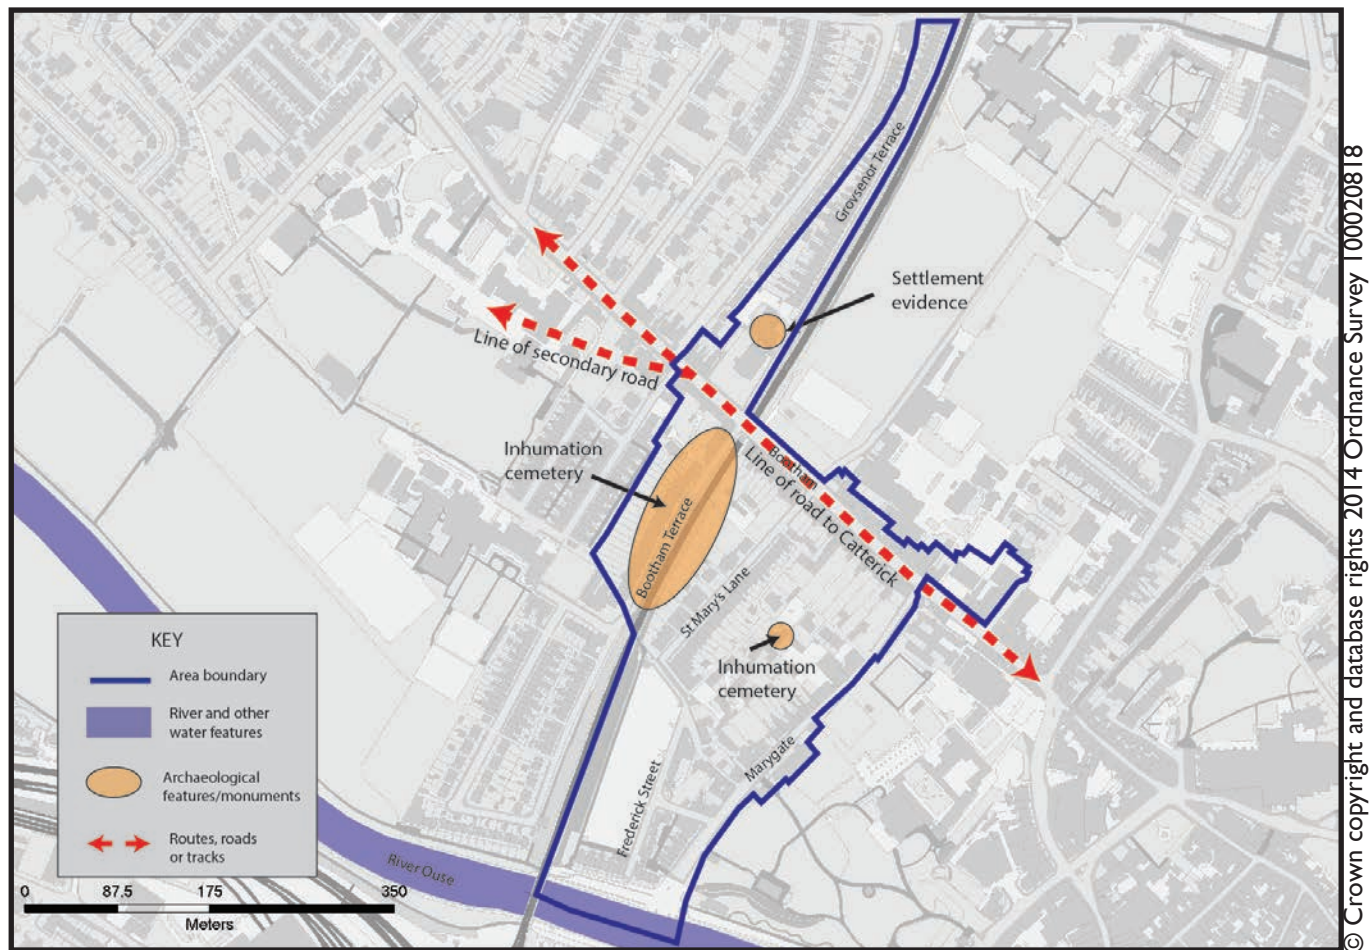 Grovsenor Terrace
Settlement
evidence
Line of secondary road
Inhumation
cemetery
Bootham
Line of road to Catterick
Bootham Terrace
St Mary's Lane
Inhumation
cemetery
Marygate
Frederick Street
River Ouse
KEY
Area boundary
River and other
water features
Archaeological
features/monuments
Routes, roads
or tracks
0 87.5 175 350
Meters
© Crown copyright and database rights 2014 Ordnance Survey 100020818